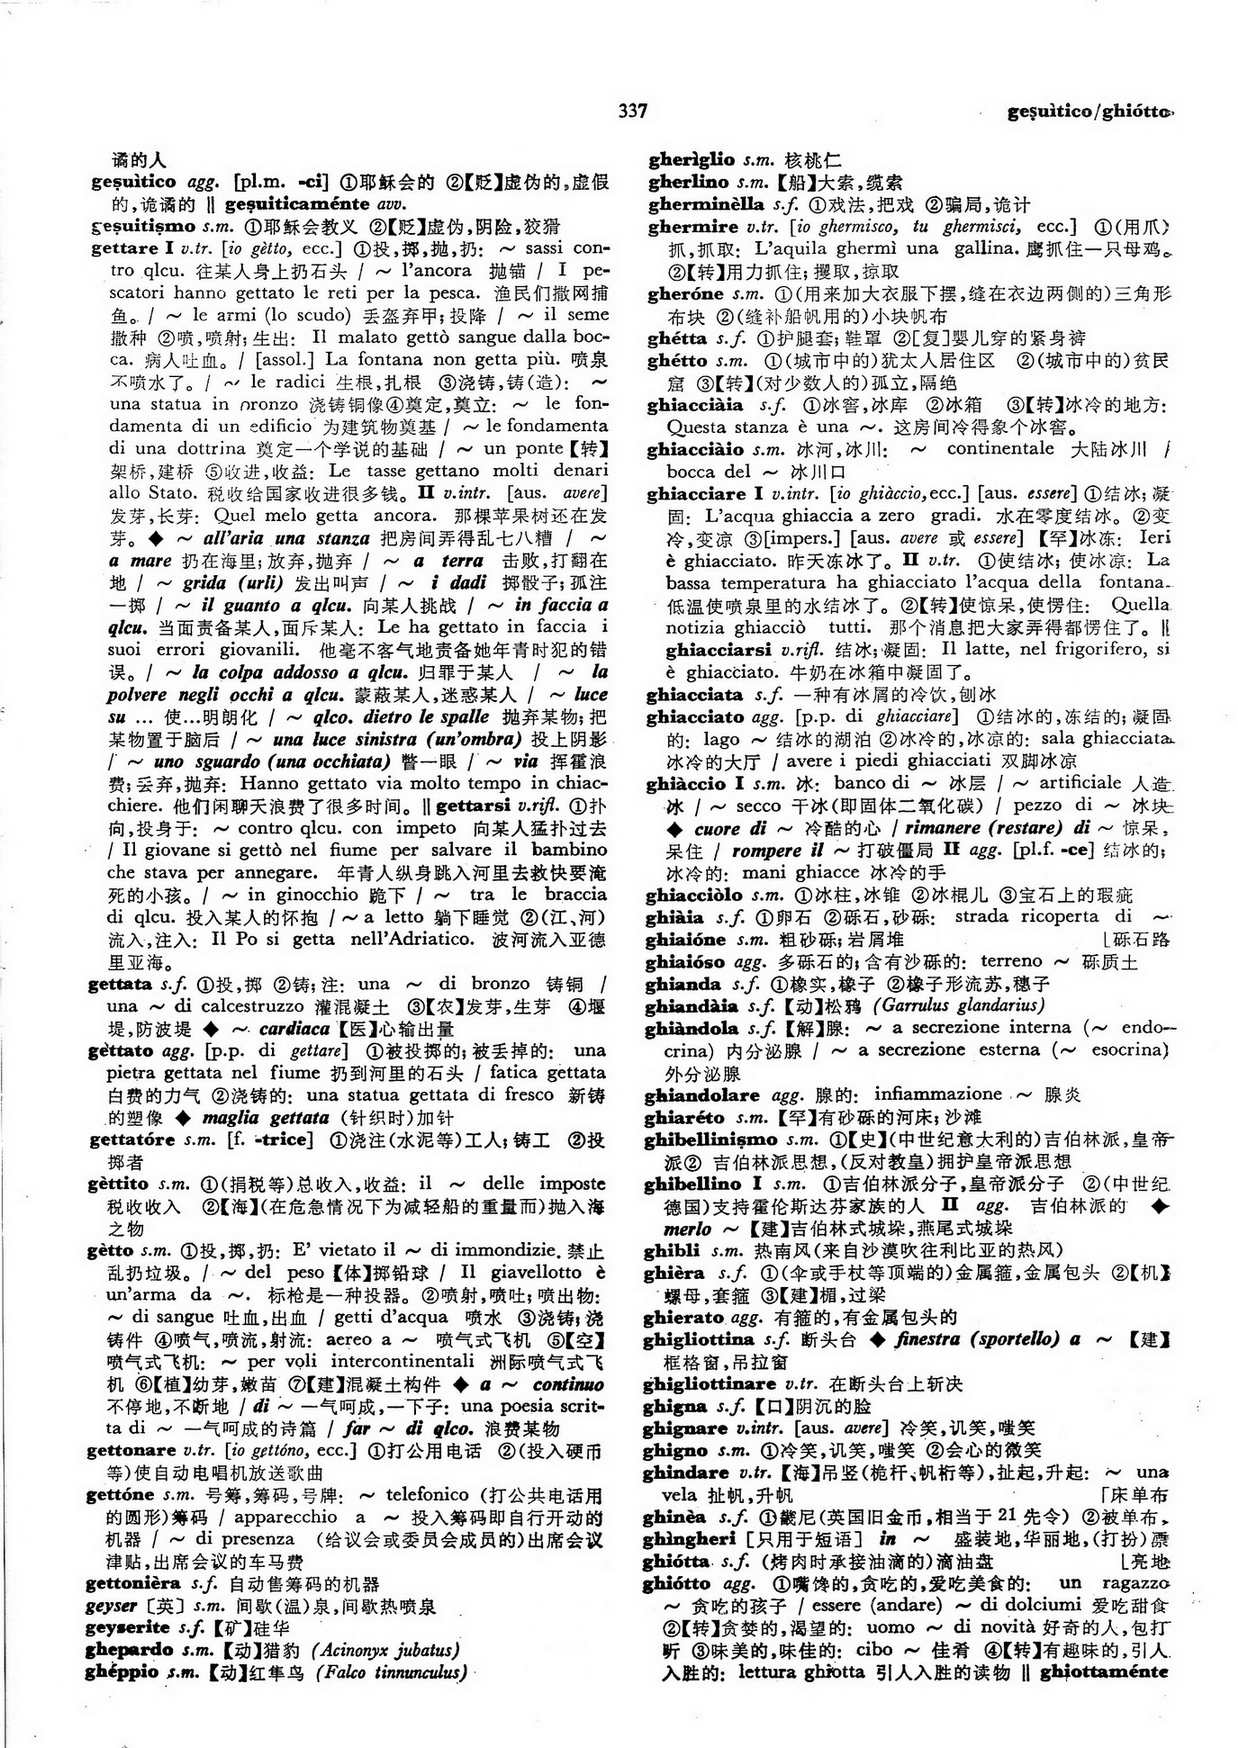 337
geṣuìtico/ghiótto
谲的人
geṣuìtico agg. [pl.m. -ci] ①耶稣会的 ②【贬】虚伪的,虚假
的,诡谲的 ‖ geṣuiticaménte avv.
geṣuitiṣmo s.m. ①耶稣会教义 ②【贬】虚伪,阴险,狡猾
gettare I v.tr. [io gètto, ecc.] ①投,掷,抛,扔: ~ sassi con-
tro qlcu. 往某人身上扔石头 / ~ l'ancora 抛锚 / I pe-
scatori hanno gettato le reti per la pesca. 渔民们撒网捕
鱼。/ ~ le armi (lo scudo) 丢盔弃甲; 投降 / ~ il seme
撒种 ②喷,喷射; 生出: Il malato gettò sangue dalla boc-
ca. 病人吐血。/ [assol.] La fontana non getta più. 喷泉
不喷水了。/ ~ le radici 生根,扎根 ③浇铸,铸(造): ~
una statua in bronzo 浇铸铜像④奠定,奠立: ~ le fon-
damenta di un edificio 为建筑物奠基 / ~ le fondamenta
di una dottrina 奠定一个学说的基础 / ~ un ponte【转】
架桥,建桥 ⑤收进,收益: Le tasse gettano molti denari
allo Stato. 税收给国家收进很多钱。II v.intr. [aus. avere]
发芽,长芽: Quel melo getta ancora. 那棵苹果树还在发
芽。◆ ~ all'aria una stanza 把房间弄得乱七八糟 / ~
a mare 扔在海里; 放弃,抛弃 / ~ a terra 击败,打翻在
地 / ~ grida (urli) 发出叫声 / ~ i dadi 掷骰子; 孤注
一掷 / ~ il guanto a qlcu. 向某人挑战 / ~ in faccia a
qlcu. 当面责备某人,面斥某人: Le ha gettato in faccia i
suoi errori giovanili. 他毫不客气地责备她年青时犯的错
误。/ ~ la colpa addosso a qlcu. 归罪于某人 / ~ la
polvere negli occhi a qlcu. 蒙蔽某人,迷惑某人 / ~ luce
su ... 使…明朗化 / ~ qlco. dietro le spalle 抛弃某物; 把
某物置于脑后 / ~ una luce sinistra (un'ombra) 投上阴影
/ ~ uno sguardo (una occhiata) 瞥一眼 / ~ via 挥霍浪
费; 丢弃,抛弃: Hanno gettato via molto tempo in chiac-
chiere. 他们闲聊天浪费了很多时间。‖ gettarsi v.rifl. ①扑
向,投身于: ~ contro qlcu. con impeto 向某人猛扑过去
/ Il giovane si gettò nel fiume per salvare il bambino
che stava per annegare. 年青人纵身跳入河里去救快要淹
死的小孩。/ ~ in ginocchio 跪下 / ~ tra le braccia
di qlcu. 投入某人的怀抱 / ~ a letto 躺下睡觉 ②(江、河)
流入,注入: Il Po si getta nell'Adriatico. 波河流入亚德
里亚海。
gettata s.f. ①投,掷 ②铸; 注: una ~ di bronzo 铸铜 /
una ~ di calcestruzzo 灌混凝土 ③【农】发芽,生芽 ④堰
堤,防波堤 ◆ ~ cardiaca【医】心输出量
gettato agg. [p.p. di gettare] ①被投掷的; 被丢掉的: una
pietra gettata nel fiume 扔到河里的石头 / fatica gettata
白费的力气 ②浇铸的: una statua gettata di fresco 新铸
的塑像 ◆ maglia gettata (针织时)加针
gettatóre s.m. [f. -trice] ①浇注(水泥等)工人; 铸工 ②投
掷者
gèttito s.m. ①(捐税等)总收入,收益: il ~ delle imposte
税收收入 ②【海】(在危急情况下为减轻船的重量而)抛入海
之物
gètto s.m. ①投,掷,扔: E' vietato il ~ di immondizie. 禁止
乱扔垃圾。/ ~ del peso【体】掷铅球 / Il giavellotto è
un'arma da ~. 标枪是一种投器。②喷射,喷吐; 喷出物:
~ di sangue 吐血,出血 / getti d'acqua 喷水 ③浇铸; 浇
铸件 ④喷气,喷流,射流: aereo a ~ 喷气式飞机 ⑤【空】
喷气式飞机: ~ per voli intercontinentali 洲际喷气式飞
机 ⑥【植】幼芽,嫩苗 ⑦【建】混凝土构件 ◆ a ~ continuo
不停地,不断地 / di ~ 一气呵成,一下子: una poesia scrit-
ta di ~ 一气呵成的诗篇 / far ~ di qlco. 浪费某物
gettonare v.tr. [io gettóno, ecc.] ①打公用电话 ②(投入硬币
等)使自动电唱机放送歌曲
gettóne s.m. 号筹,筹码,号牌: ~ telefonico (打公共电话用
的圆形)筹码 / apparecchio a ~ 投入筹码即自行开动的
机器 / ~ di presenza (给议会或委员会成员的)出席会议
津贴,出席会议的车马费
gettonièra s.f. 自动售筹码的机器
geyser [英] s.m. 间歇(温)泉,间歇热喷泉
geyserite s.f.【矿】硅华
ghepardo s.m.【动】猎豹 (Acinonyx jubatus)
ghéppio s.m.【动】红隼鸟 (Falco tinnunculus)
gherìglio s.m. 核桃仁
gherlino s.m.【船】大索,缆索
gherminèlla s.f. ①戏法,把戏 ②骗局,诡计
ghermire v.tr. [io ghermisco, tu ghermisci, ecc.] ①(用爪)
抓,抓取: L'aquila ghermì una gallina. 鹰抓住一只母鸡。
②【转】用力抓住; 攫取,掠取
gheróne s.m. ①(用来加大衣服下摆,缝在衣边两侧的)三角形
布块 ②(缝补船帆用的)小块帆布
ghétta s.f. ①护腿套; 鞋罩 ②[复]婴儿穿的紧身裤
ghétto s.m. ①(城市中的)犹太人居住区 ②(城市中的)贫民
窟 ③【转】(对少数人的)孤立,隔绝
ghiacciàia s.f. ①冰窖,冰库 ②冰箱 ③【转】冰冷的地方:
Questa stanza è una ~. 这房间冷得象个冰窖。
ghiacciàio s.m. 冰河,冰川: ~ continentale 大陆冰川 /
bocca del ~ 冰川口
ghiacciare I v.intr. [io ghiàccio,ecc.] [aus. essere] ①结冰; 凝
固: L'acqua ghiaccia a zero gradi. 水在零度结冰。②变
冷,变凉 ③[impers.] [aus. avere 或 essere]【罕】冰冻: Ieri
è ghiacciato. 昨天冻冰了。II v.tr. ①使结冰; 使冰凉: La
bassa temperatura ha ghiacciato l'acqua della fontana.
低温使喷泉里的水结冰了。②【转】使惊呆,使愣住: Quella
notizia ghiacciò tutti. 那个消息把大家弄得都愣住了。‖
ghiacciarsi v.rifl. 结冰; 凝固: Il latte, nel frigorifero, si
è ghiacciato. 牛奶在冰箱中凝固了。
ghiacciata s.f. 一种有冰屑的冷饮,刨冰
ghiacciato agg. [p.p. di ghiacciare] ①结冰的,冻结的; 凝固
的: lago ~ 结冰的湖泊 ②冰冷的,冰凉的: sala ghiacciata
冰冷的大厅 / avere i piedi ghiacciati 双脚冰凉
ghiàccio I s.m. 冰: banco di ~ 冰层 / ~ artificiale 人造
冰 / ~ secco 干冰(即固体二氧化碳) / pezzo di ~ 冰块
◆ cuore di ~ 冷酷的心 / rimanere (restare) di ~ 惊呆,
呆住 / rompere il ~ 打破僵局 II agg. [pl.f. -ce] 结冰的;
冰冷的: mani ghiacce 冰冷的手
ghiacciòlo s.m. ①冰柱,冰锥 ②冰棍儿 ③宝石上的瑕疵
ghiàia s.f. ①卵石 ②砾石,砂砾: strada ricoperta di ~
ghiaióne s.m. 粗砂砾; 岩屑堆 ⌊砾石路
ghiaióso agg. 多砾石的; 含有沙砾的: terreno ~ 砾质土
ghianda s.f. ①橡实,橡子 ②橡子形流苏,穗子
ghiandàia s.f.【动】松鸦 (Garrulus glandarius)
ghiàndola s.f.【解】腺: ~ a secrezione interna (~ endo-
crina) 内分泌腺 / ~ a secrezione esterna (~ esocrina)
外分泌腺
ghiandolare agg. 腺的: infiammazione ~ 腺炎
ghiaréto s.m.【罕】有砂砾的河床; 沙滩
ghibelliniṣmo s.m. ①【史】(中世纪意大利的)吉伯林派,皇帝
派② 吉伯林派思想,(反对教皇)拥护皇帝派思想
ghibellino I s.m. ①吉伯林派分子,皇帝派分子 ②(中世纪
德国)支持霍伦斯达芬家族的人 II agg. 吉伯林派的 ◆
merlo ~【建】吉伯林式城垛,燕尾式城垛
ghibli s.m. 热南风(来自沙漠吹往利比亚的热风)
ghièra s.f. ①(伞或手杖等顶端的)金属箍,金属包头 ②【机】
螺母,套箍 ③【建】楣,过梁
ghierato agg. 有箍的,有金属包头的
ghigliottina s.f. 断头台 ◆ finestra (sportello) a ~【建】
框格窗,吊拉窗
ghigliottinare v.tr. 在断头台上斩决
ghigna s.f.【口】阴沉的脸
ghignare v.intr. [aus. avere] 冷笑,讥笑,嗤笑
ghigno s.m. ①冷笑,讥笑,嗤笑 ②会心的微笑
ghindare v.tr.【海】吊竖(桅杆、帆桁等),扯起,升起: ~ una
vela 扯帆,升帆 ⌈床单布
ghinèa s.f. ①畿尼(英国旧金币,相当于21先令) ②被单布,
ghìngheri [只用于短语] in ~ 盛装地,华丽地,(打扮)漂
ghiótta s.f. (烤肉时承接油滴的)滴油盘 ⌊亮地
ghiótto agg. ①嘴馋的,贪吃的,爱吃美食的: un ragazzo
~ 贪吃的孩子 / essere (andare) ~ di dolciumi 爱吃甜食
②【转】贪婪的,渴望的: uomo ~ di novità 好奇的人,包打
听 ③味美的,味佳的: cibo ~ 佳肴 ④【转】有趣味的,引人
入胜的: lettura ghiotta 引人入胜的读物 ‖ ghiottaménte